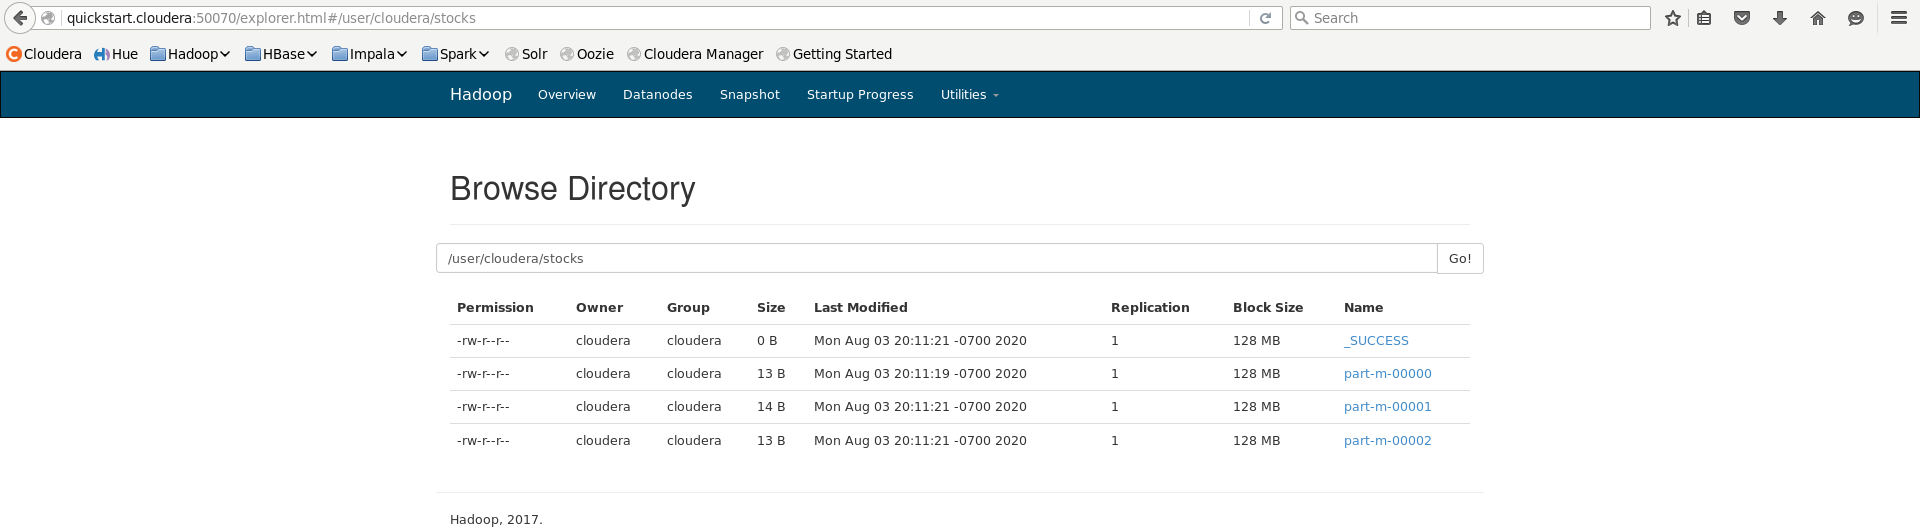 quickstart.cloudera:50070/explorer.html#/user/cloudera/stocks Search
Cloudera Hue Hadoop HBase Impala Spark Solr Oozie Cloudera Manager Getting Started
Hadoop Overview Datanodes Snapshot Startup Progress Utilities
Browse Directory
/user/cloudera/stocks Go!
Permission Owner Group Size Last Modified Replication Block Size Name
-rw-r--r-- cloudera cloudera 0 B Mon Aug 03 20:11:21 -0700 2020 1 128 MB _SUCCESS
-rw-r--r-- cloudera cloudera 13 B Mon Aug 03 20:11:19 -0700 2020 1 128 MB part-m-00000
-rw-r--r-- cloudera cloudera 14 B Mon Aug 03 20:11:21 -0700 2020 1 128 MB part-m-00001
-rw-r--r-- cloudera cloudera 13 B Mon Aug 03 20:11:21 -0700 2020 1 128 MB part-m-00002
Hadoop, 2017.